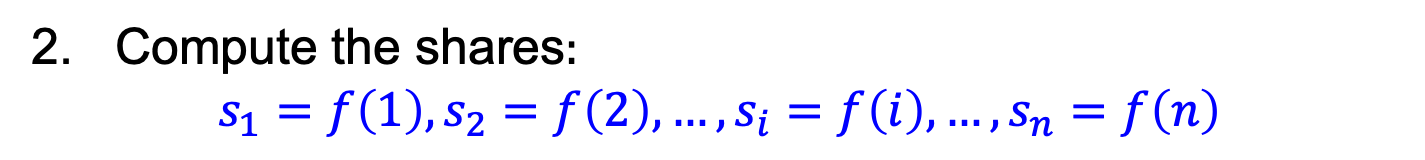 2. Compute the shares:
s₁ = f(1), s₂ = f(2), ..., sᵢ = f(i), ..., sₙ = f(n)